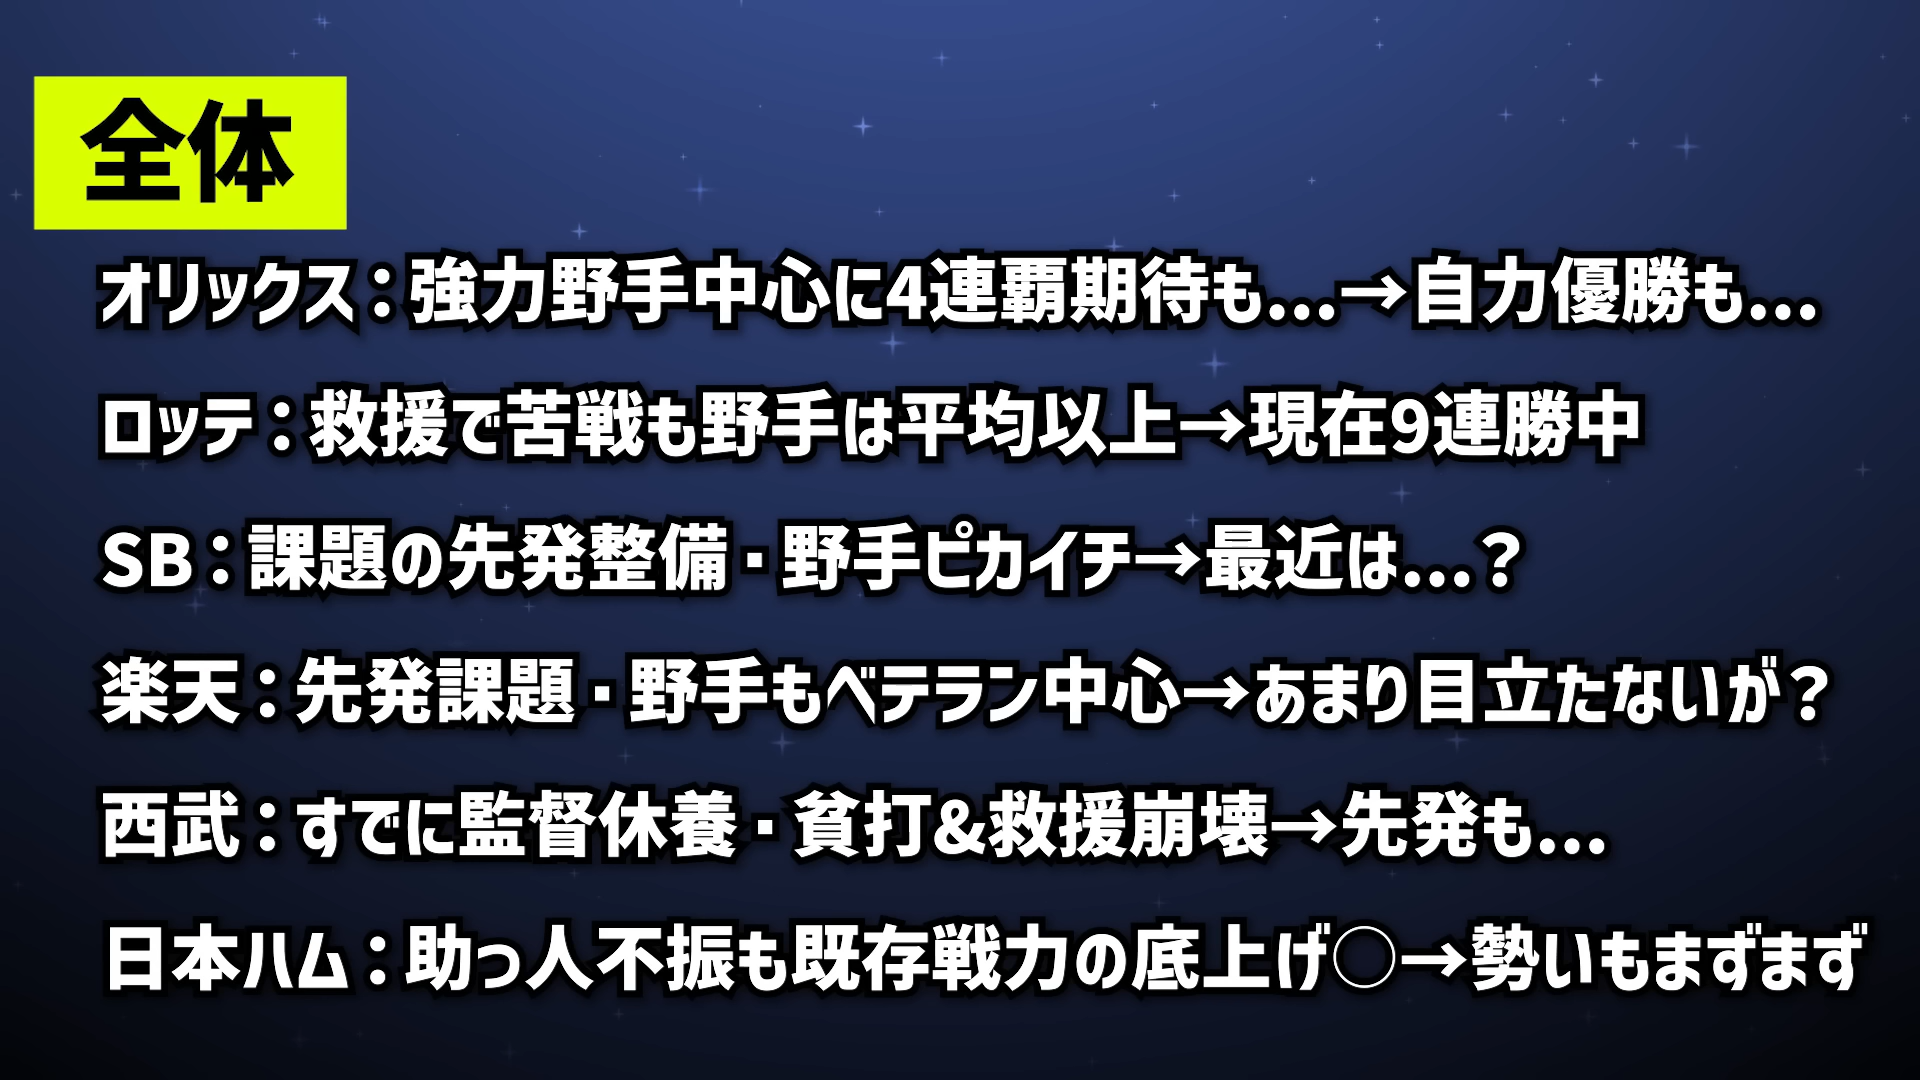 全体
オリックス：強力野手中心に4連覇期待も…→自力優勝も…
ロッテ：救援で苦戦も野手は平均以上→現在9連勝中
SB：課題の先発整備・野手ピカイチ→最近は…？
楽天：先発課題・野手もベテラン中心→あまり目立たないが？
西武：すでに監督休養・貧打&救援崩壊→先発も…
日本ハム：助っ人不振も既存戦力の底上げ◯→勢いもまずまず